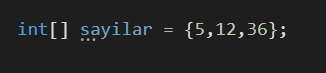 int[] sayilar = {5,12,36};